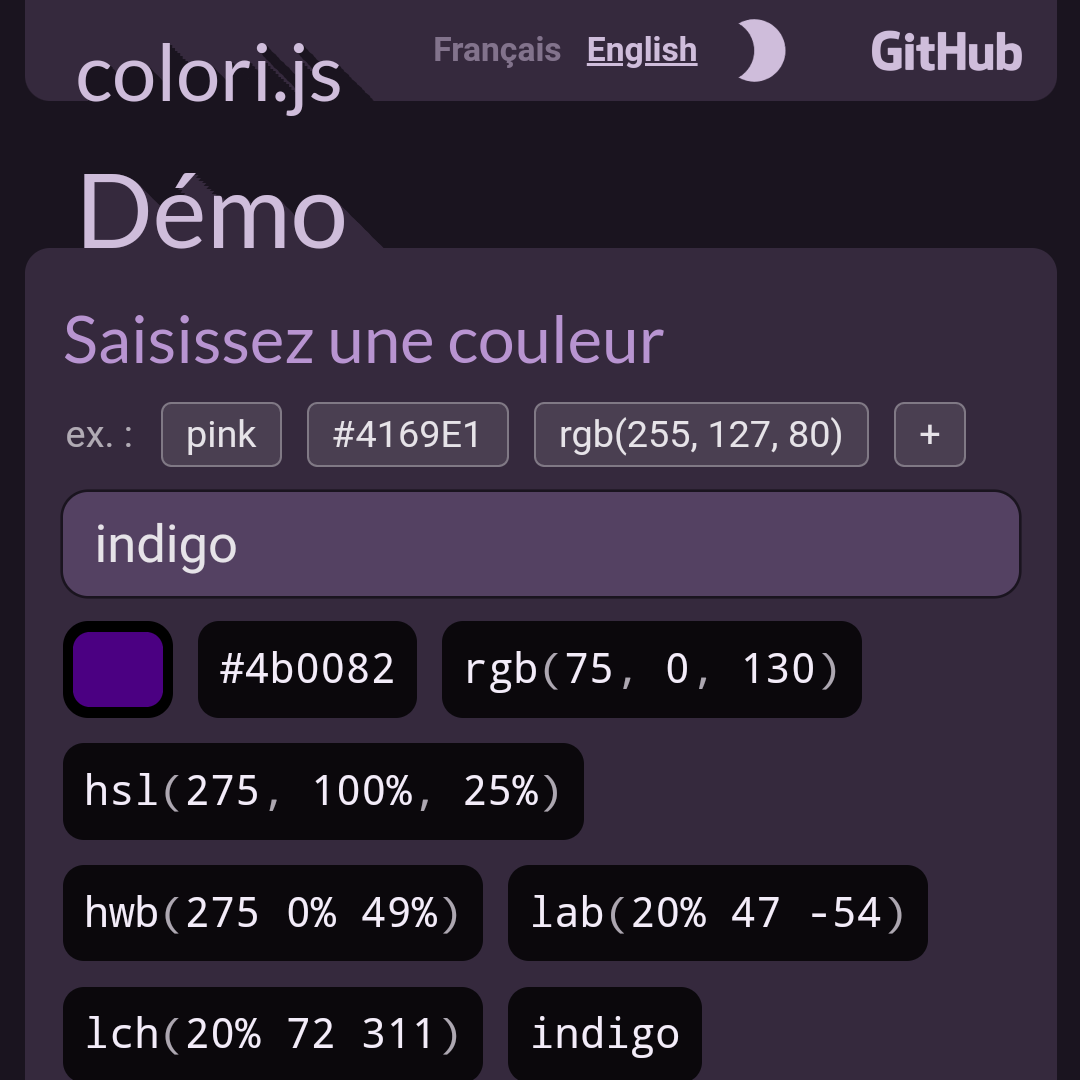 colori.js
Français English GitHub
Démo
Saisissez une couleur
ex. : pink #4169E1 rgb(255, 127, 80) +
indigo
#4b0082 rgb(75, 0, 130)
hsl(275, 100%, 25%)
hwb(275 0% 49%) lab(20% 47 -54)
lch(20% 72 311) indigo